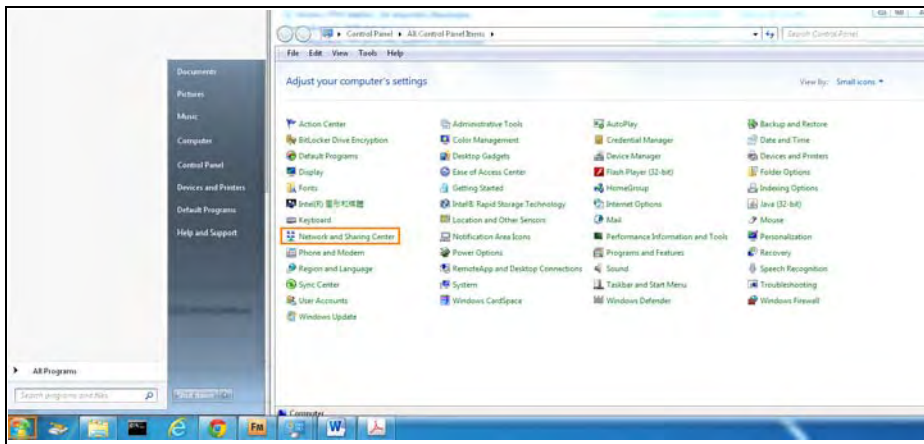 Control Panel ▸ All Control Panel Items ▸
Search Control Panel
File Edit View Tools Help
Adjust your computer's settings
View by: Small icons
Documents
Pictures
Music
Computer
Control Panel
Devices and Printers
Default Programs
Help and Support
Action Center
Administrative Tools
AutoPlay
Backup and Restore
BitLocker Drive Encryption
Color Management
Credential Manager
Date and Time
Default Programs
Desktop Gadgets
Device Manager
Devices and Printers
Display
Ease of Access Center
Flash Player (32-bit)
Folder Options
Fonts
Getting Started
HomeGroup
Indexing Options
Intel(R)
Intel® Rapid Storage Technology
Internet Options
Java (32-bit)
Keyboard
Location and Other Sensors
Mail
Mouse
Network and Sharing Center
Notification Area Icons
Performance Information and Tools
Personalization
Phone and Modem
Power Options
Programs and Features
Recovery
Region and Language
RemoteApp and Desktop Connections
Sound
Speech Recognition
Sync Center
System
Taskbar and Start Menu
Troubleshooting
User Accounts
Windows CardSpace
Windows Defender
Windows Firewall
Windows Update
All Programs
Search programs and files
Computer
FM
W